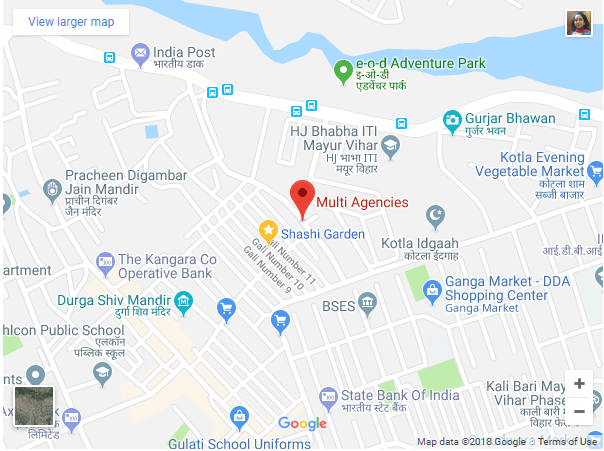 View larger map
India Post
भारतीय डाक
e-o-d Adventure Park
इ-ओ-डी
एडवेंचर पार्क
Gurjar Bhawan
गुर्जर भवन
HJ Bhabha ITI
Mayur Vihar
HJ भाभा ITI
मयूर विहार
Kotla Evening
Vegetable Market
कोटला शाम
सब्जी बाजार
Pracheen Digambar
Jain Mandir
प्राचीन दिगंबर
जैन मंदिर
Multi Agencies
Shashi Garden
Kotla Idgaah
कोटला ईदगाह
Gali Number 11
Gali Number 10
Gali Number 9
आई.डी.बी.आई
The Kangara Co
Operative Bank
partment
Ganga Market - DDA
Shopping Center
Ganga Market
Durga Shiv Mandir
दुर्गा शिव मंदिर
BSES
hlcon Public School
एलकॉन
पब्लिक स्कूल
nts
State Bank Of India
भारतीय स्टेट बैंक
Kali Bari May
Vihar Phase
काली बारी म
विहार फे
लिमिटेड
Gulati School Uniforms
Google
Map data ©2018 Google
Terms of Use